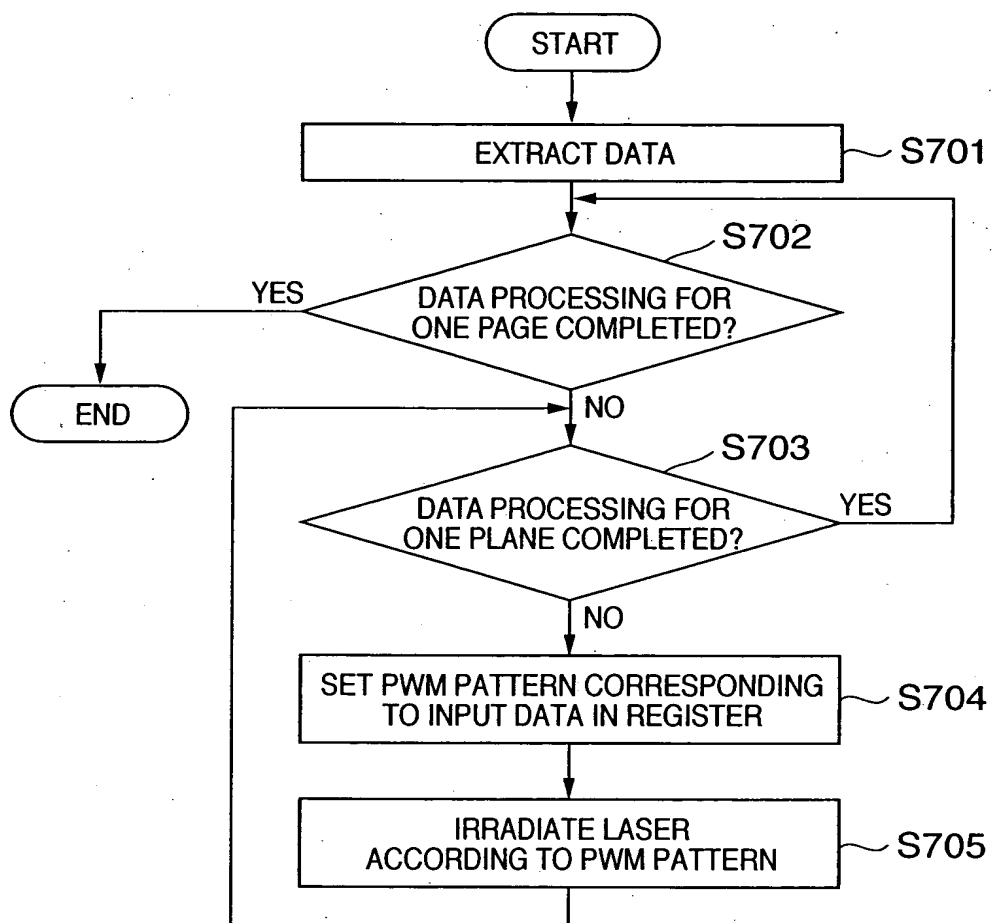 START
EXTRACT DATA
S701
S702
YES
DATA PROCESSING FOR
ONE PAGE COMPLETED?
END
NO
S703
DATA PROCESSING FOR
ONE PLANE COMPLETED?
YES
NO
SET PWM PATTERN CORRESPONDING
TO INPUT DATA IN REGISTER
S704
IRRADIATE LASER
ACCORDING TO PWM PATTERN
S705